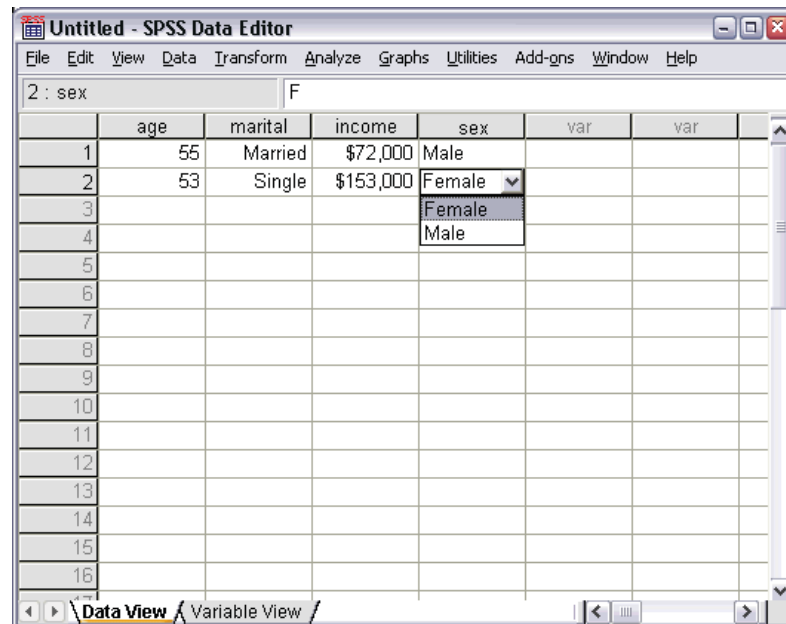 SPSS Untitled - SPSS Data Editor
File Edit View Data Transform Analyze Graphs Utilities Add-ons Window Help
2 : sex F
age marital income sex var var
1 55 Married $72,000 Male
2 53 Single $153,000 Female
3 Female
4 Male
5
6
7
8
9
10
11
12
13
14
15
16
17
Data View Variable View